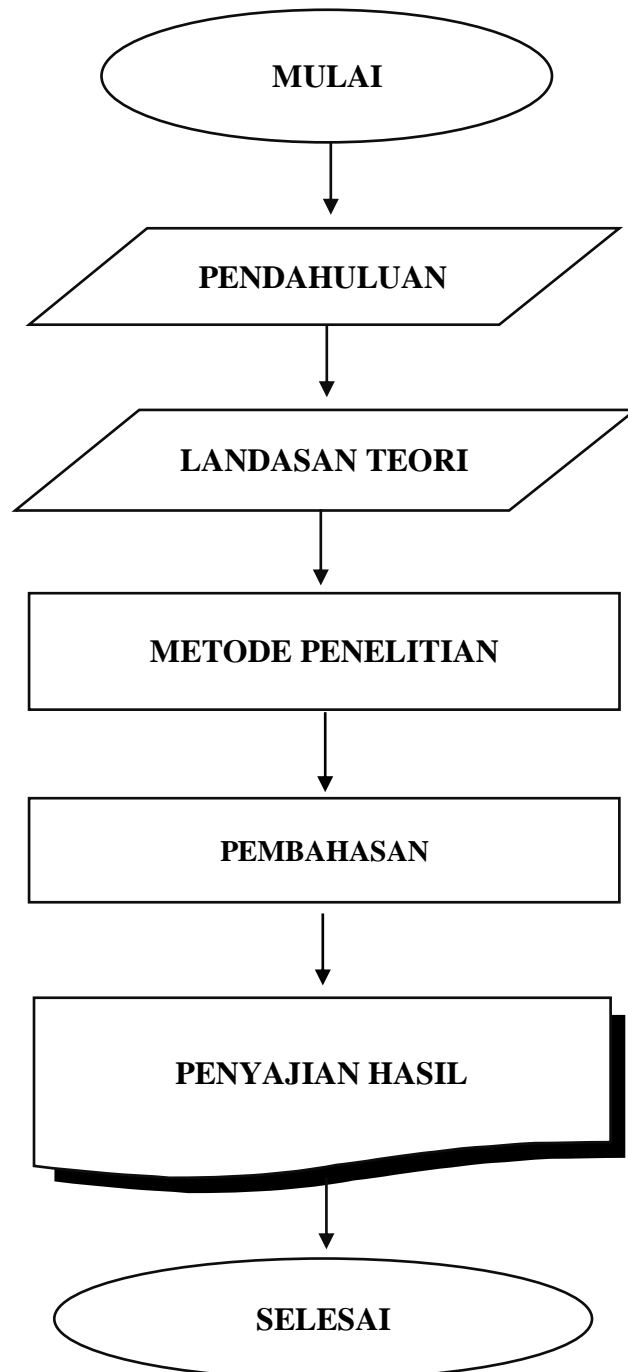 MULAI
PENDAHULUAN
LANDASAN TEORI
METODE PENELITIAN
PEMBAHASAN
PENYAJIAN HASIL
SELESAI